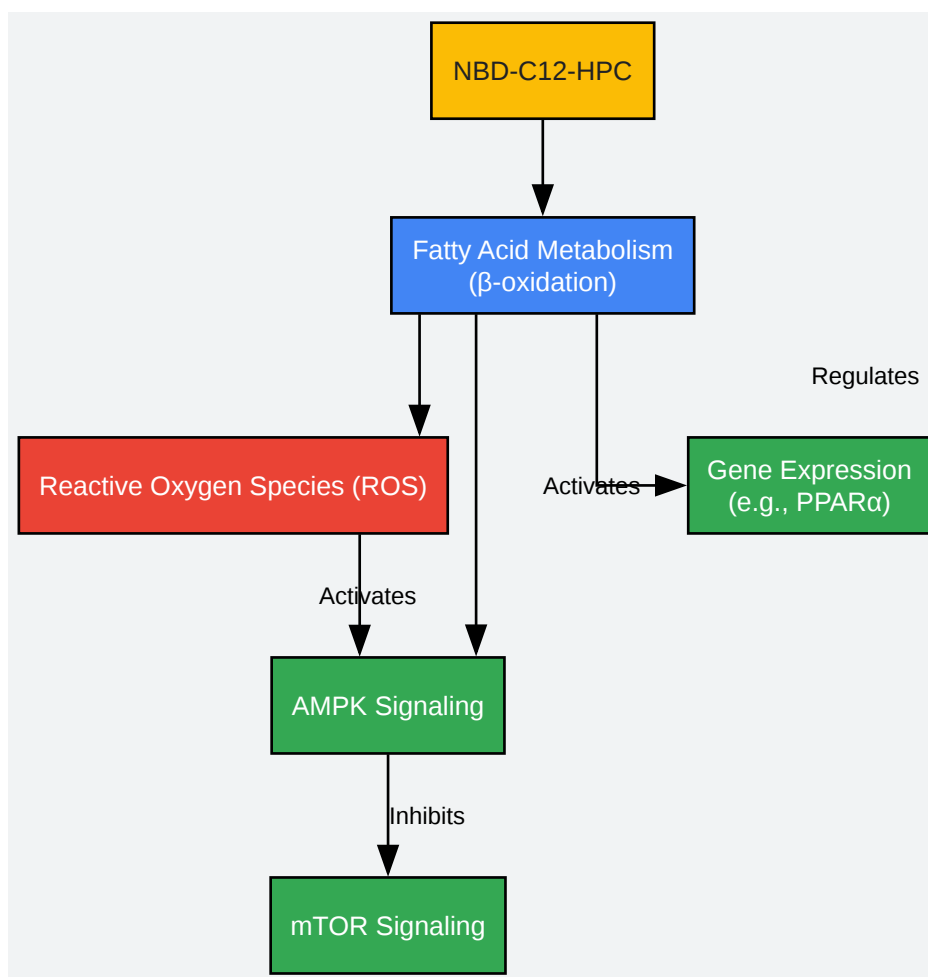 NBD-C12-HPC
Fatty Acid Metabolism
(β-oxidation)
Regulates
Reactive Oxygen Species (ROS)
Activates
Gene Expression
(e.g., PPARα)
Activates
AMPK Signaling
Inhibits
mTOR Signaling